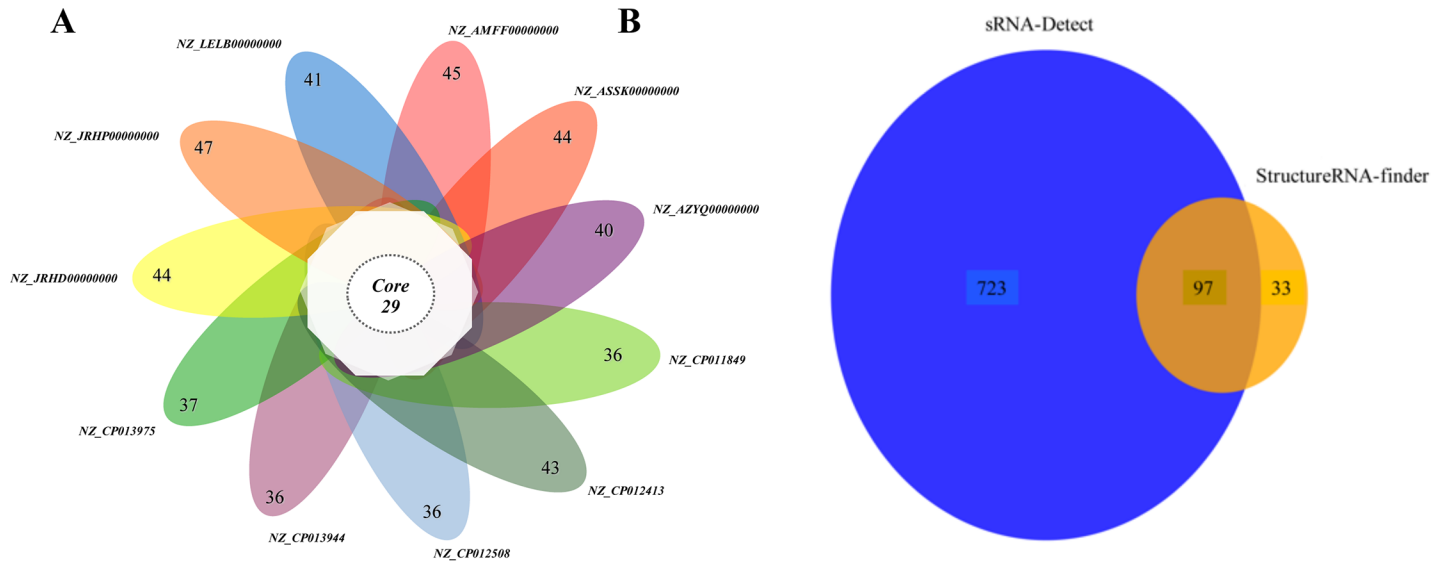 A
NZ_LELB00000000
NZ_AMFF00000000
41
45
NZ_ASSK00000000
NZ_JRHP00000000
47
44
NZ_AZYQ00000000
40
NZ_JRHD00000000
44
Core
29
36
NZ_CP011849
37
NZ_CP013975
43
NZ_CP012413
36
NZ_CP013944
36
NZ_CP012508
B
sRNA-Detect
StructureRNA-finder
723
97
33